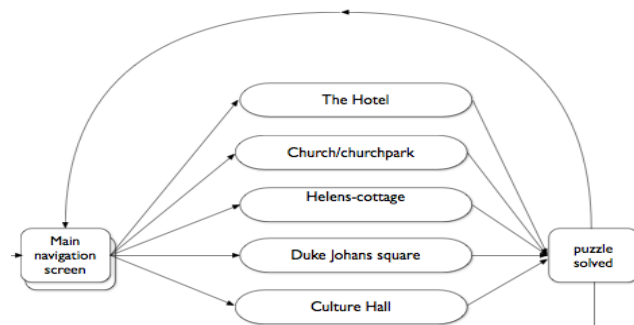 The Hotel
Church/churchpark
Helens-cottage
Main
navigation
screen
Duke Johans square
puzzle
solved
Culture Hall